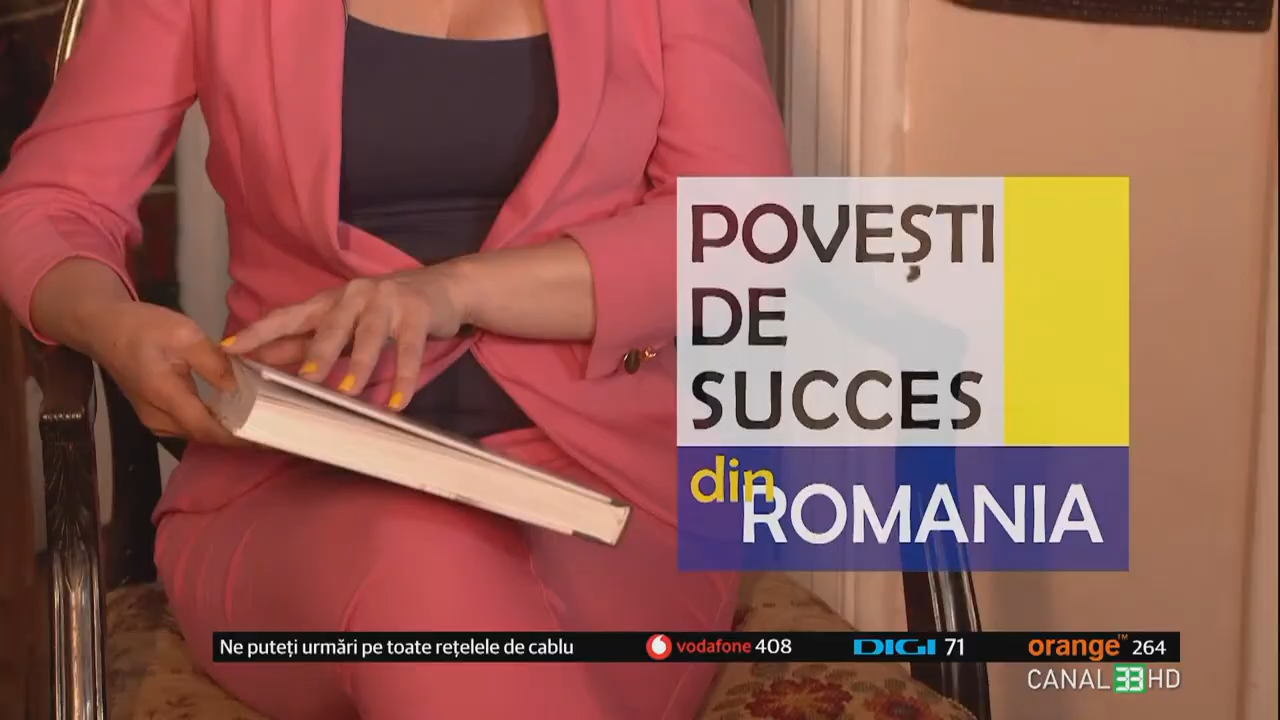 POVEȘTI
DE
SUCCES
din
ROMANIA
Ne puteți urmări pe toate rețelele de cablu vodafone 408 DIGI 71 orange™ 264
CANAL 33 HD